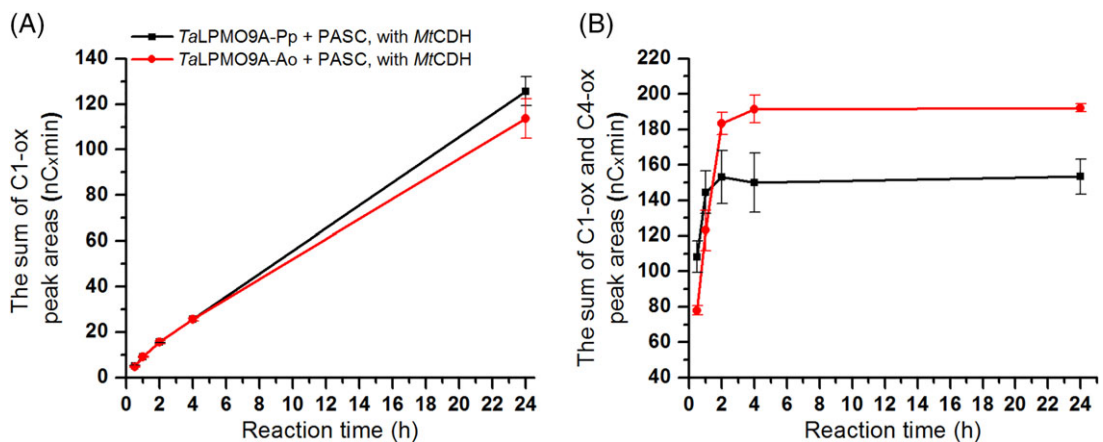 (A)
TaLPMO9A-Pp + PASC, with MtCDH
TaLPMO9A-Ao + PASC, with MtCDH
The sum of C1-ox
peak areas (nCxmin)
140
120
100
80
60
40
20
0
0 2 4 6 8 10 12 14 16 18 20 22 24
Reaction time (h)
(B)
The sum of C1-ox and C4-ox
peak areas (nCxmin)
220
200
180
160
140
120
100
80
60
40
0 2 4 6 8 10 12 14 16 18 20 22 24
Reaction time (h)